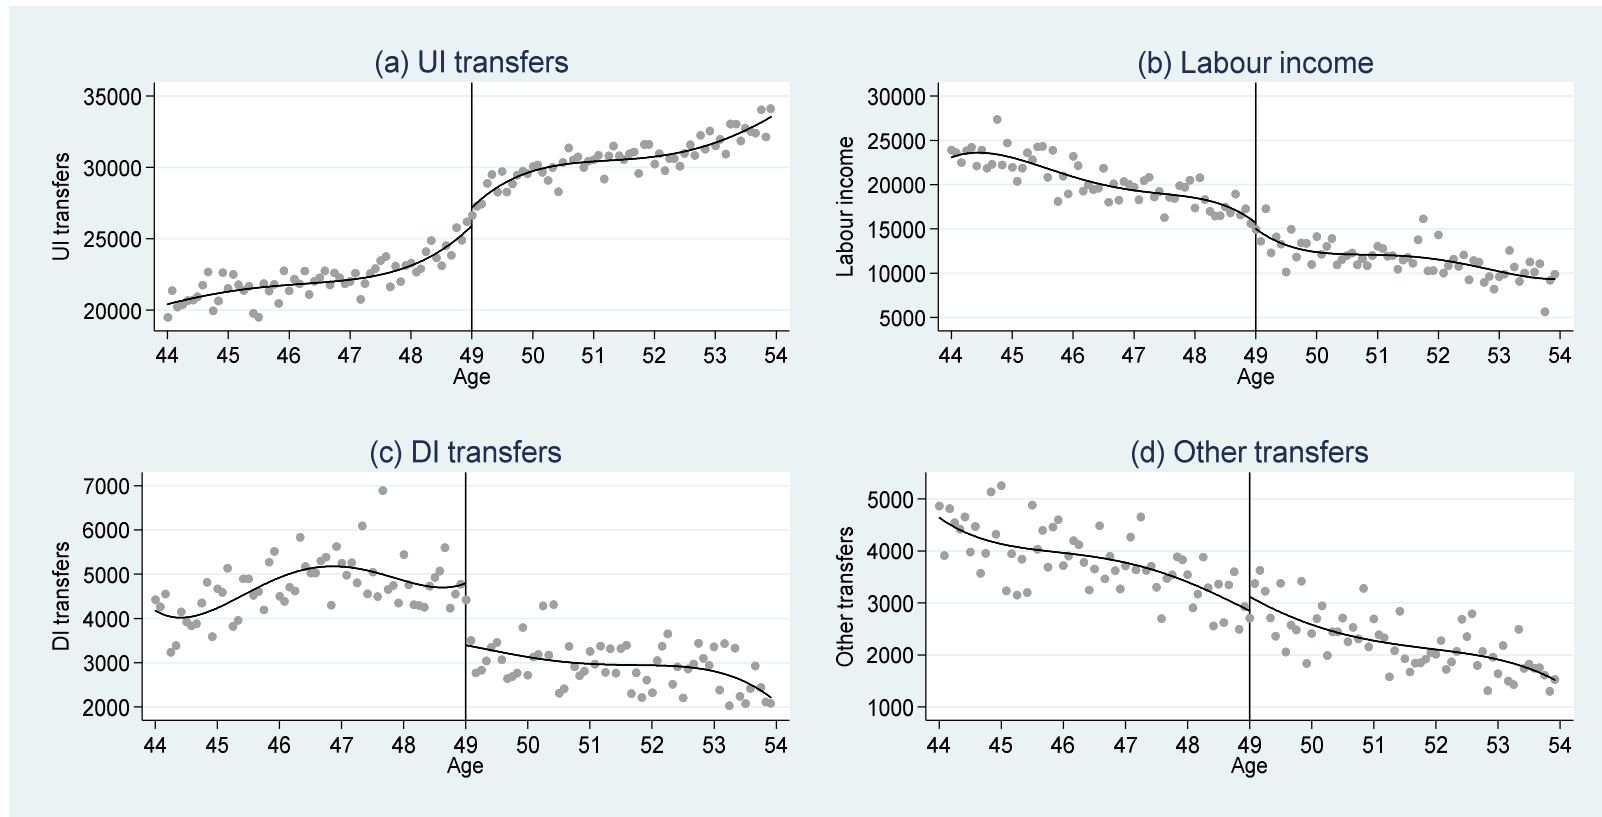 (a) UI transfers
UI transfers
35000
30000
25000
20000
44 45 46 47 48 49 50 51 52 53 54
Age
(b) Labour income
Labour income
30000
25000
20000
15000
10000
5000
44 45 46 47 48 49 50 51 52 53 54
Age
(c) DI transfers
DI transfers
7000
6000
5000
4000
3000
2000
44 45 46 47 48 49 50 51 52 53 54
Age
(d) Other transfers
Other transfers
5000
4000
3000
2000
1000
44 45 46 47 48 49 50 51 52 53 54
Age